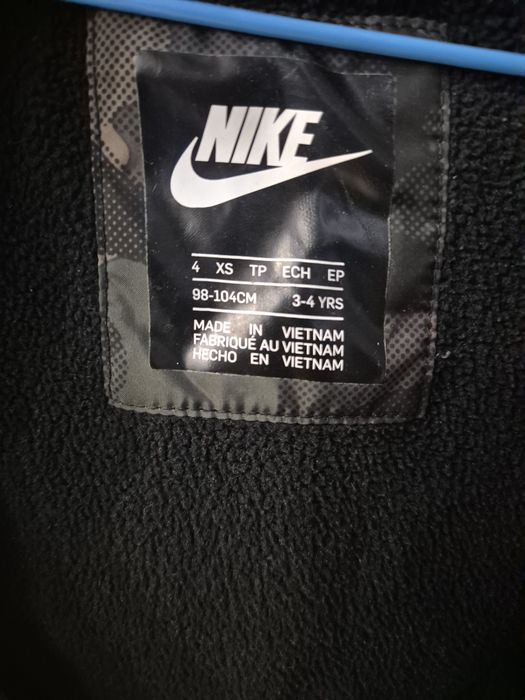 NIKE
4 XS TP ECH EP
98-104CM 3-4 YRS
MADE IN VIETNAM
FABRIQUÉ AU VIETNAM
HECHO EN VIETNAM